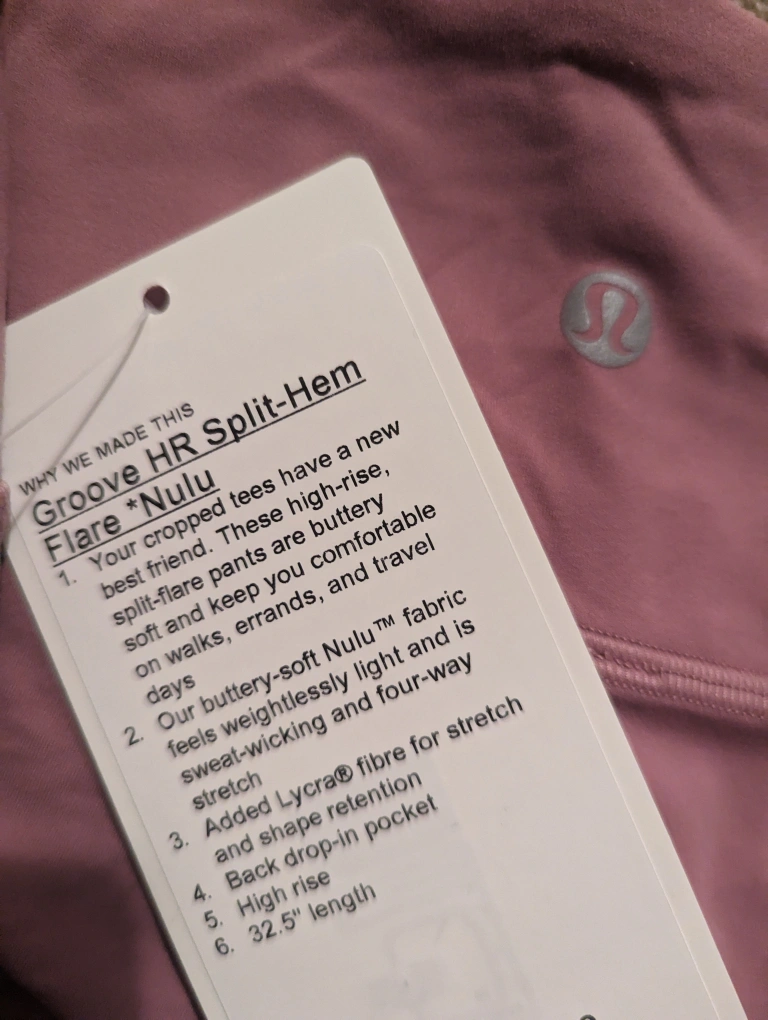 WHY WE MADE THIS
Groove HR Split-Hem
Flare *Nulu
1. Your cropped tees have a new
best friend. These high-rise,
split-flare pants are buttery
soft and keep you comfortable
on walks, errands, and travel
days
2. Our buttery-soft Nulu™ fabric
feels weightlessly light and is
sweat-wicking and four-way
stretch
3. Added Lycra® fibre for stretch
and shape retention
4. Back drop-in pocket
5. High rise
6. 32.5" length